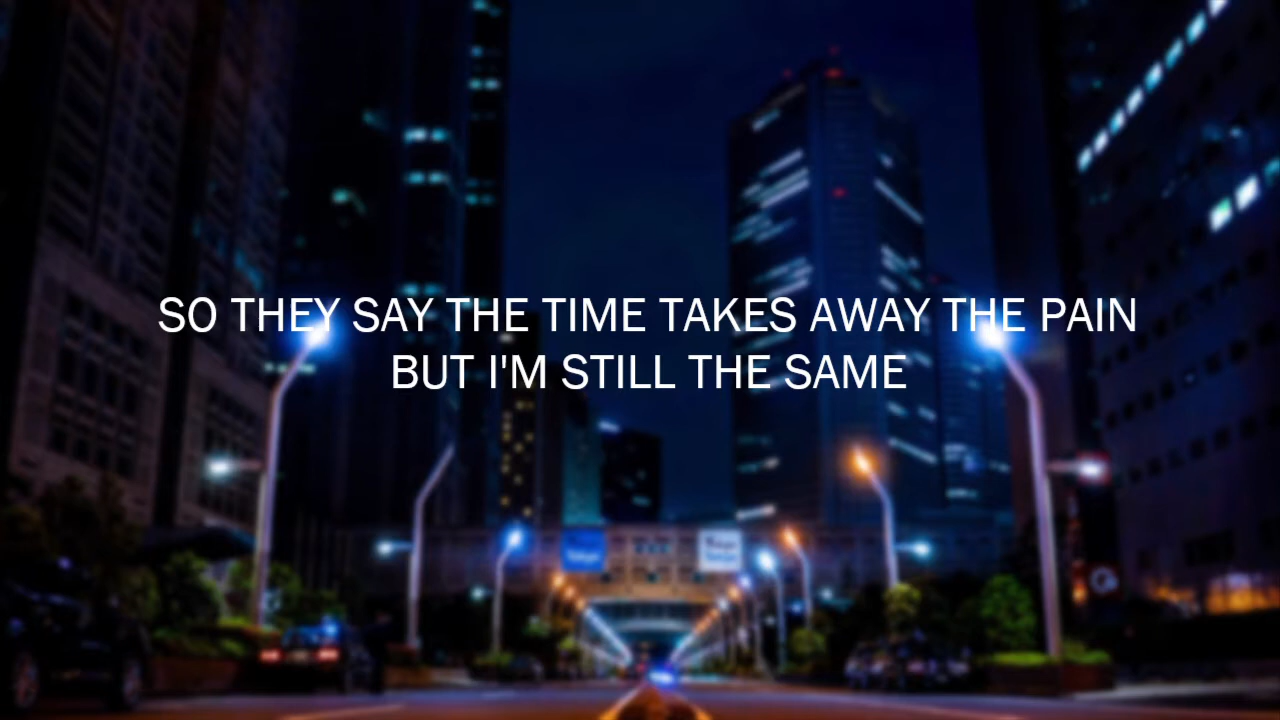 SO THEY SAY THE TIME TAKES AWAY THE PAIN
BUT I'M STILL THE SAME